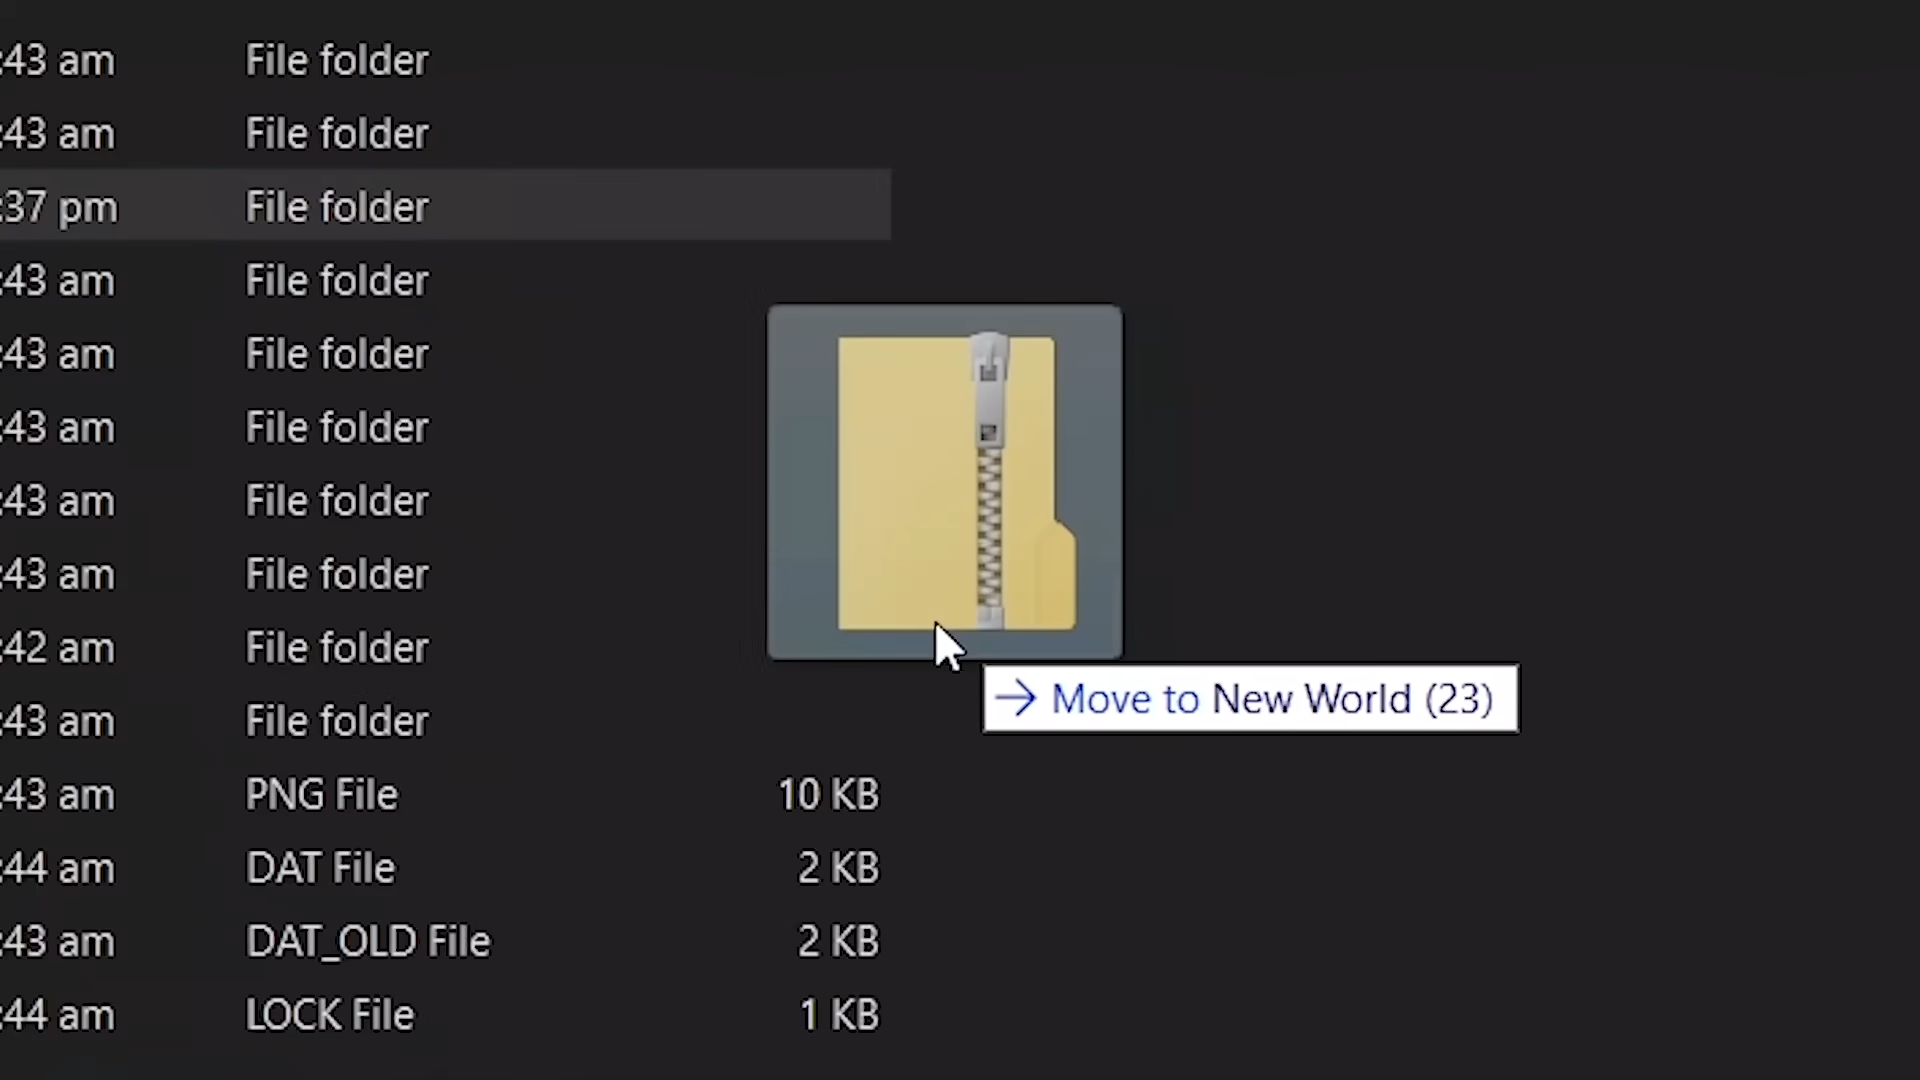 :43 am File folder
:43 am File folder
:37 pm File folder
:43 am File folder
:43 am File folder
:43 am File folder
:43 am File folder
:43 am File folder
:42 am File folder
Move to New World (23)
:43 am File folder
:43 am PNG File 10 KB
:44 am DAT File 2 KB
:43 am DAT_OLD File 2 KB
:44 am LOCK File 1 KB